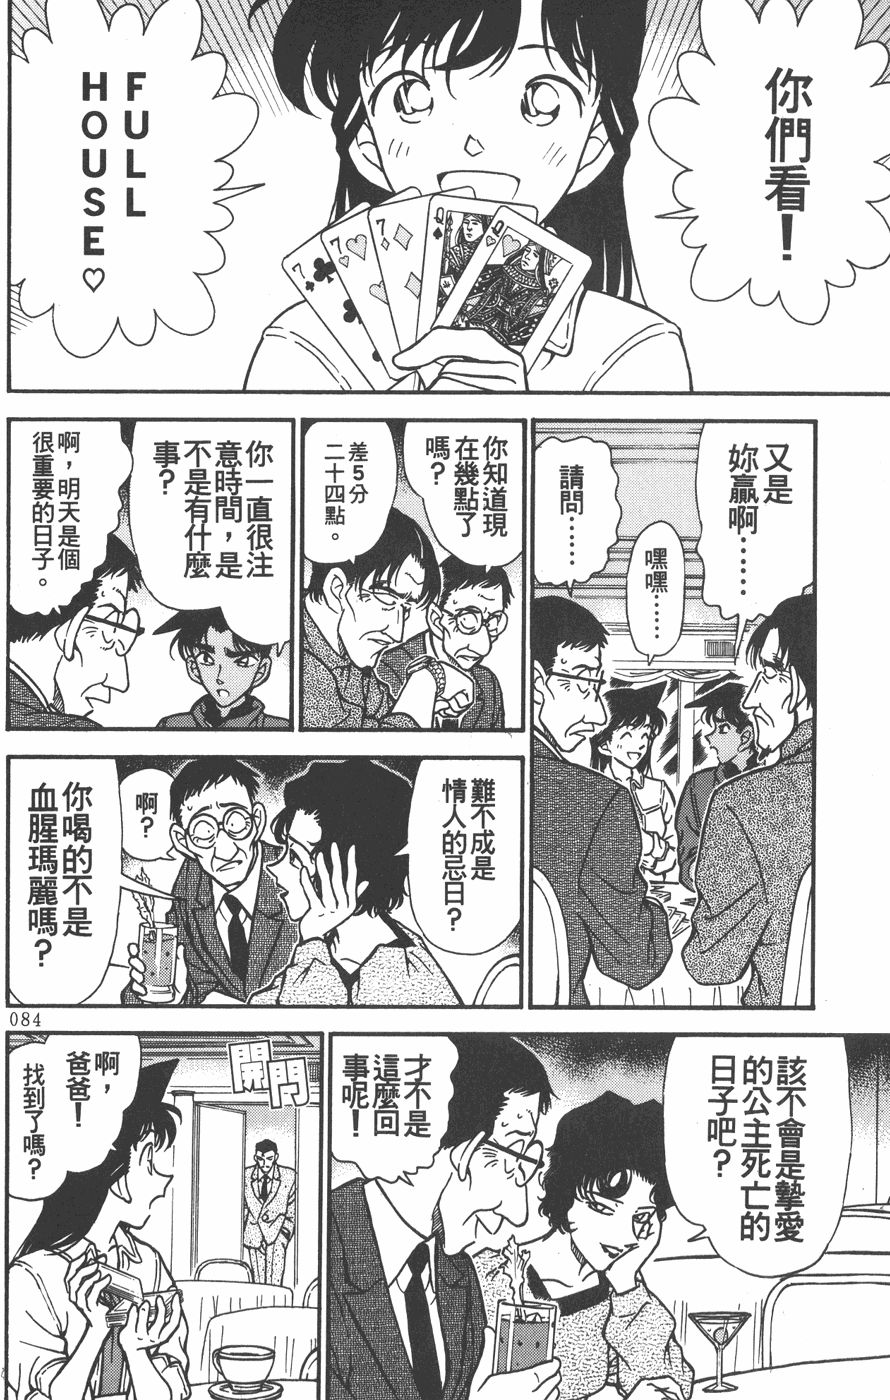 你們看！
FULL
HOUSE♡
又是
妳贏啊……
嘿嘿……
請問……
你知道現
在幾點了
嗎？
差5分
二十四點。
你一直很注
意時間，是
不是有什麼
事？
啊，明天是個
很重要的日子。
難不成是
情人的忌日？
啊？
你喝的不是
血腥瑪麗嗎？
084
該不會是摯愛
的公主死亡的
日子吧？
才不是
這麼回
事呢！
開門
啊，
爸爸！
找到了嗎？